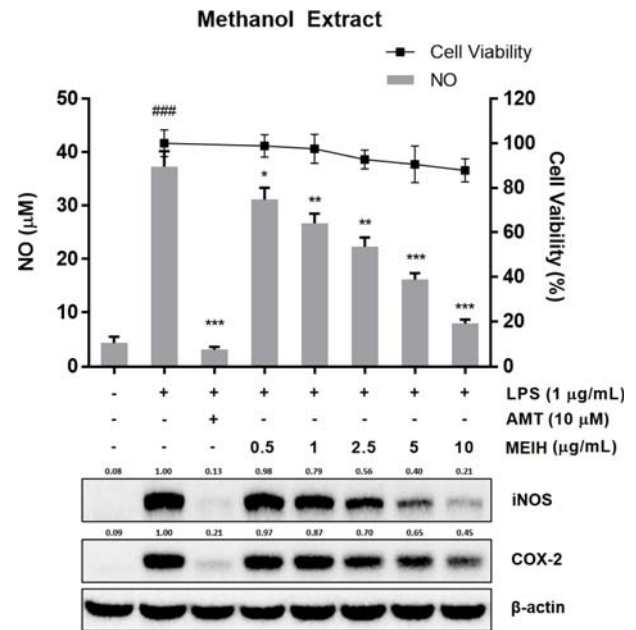 Methanol Extract
Cell Viability
NO
50 120
40 100
30 80
20 60
10 40
0 20
0
NO (μM)
Cell Vaibility (%)
###
* ** ** *** ***
***
- + + + + + + + LPS (1 μg/mL)
- - + - - - - - AMT (10 μM)
- - - 0.5 1 2.5 5 10 MEIH (μg/mL)
0.08 1.00 0.13 0.98 0.79 0.56 0.40 0.21
iNOS
0.09 1.00 0.21 0.97 0.87 0.70 0.65 0.45
COX-2
β-actin